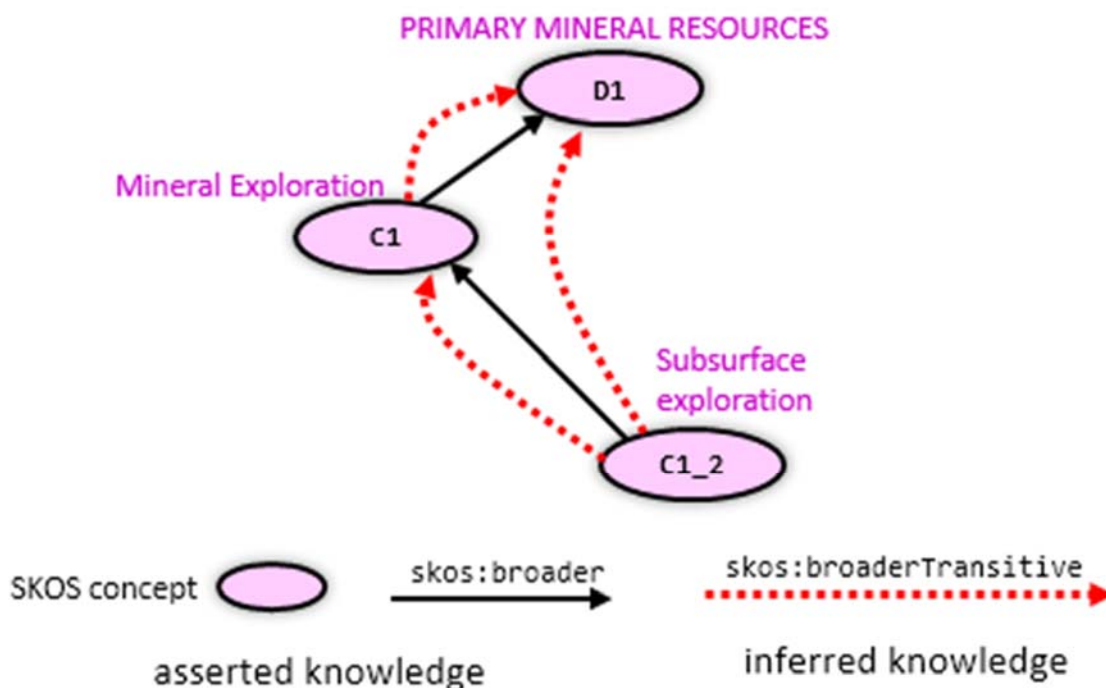 PRIMARY MINERAL RESOURCES
D1
Mineral Exploration
C1
Subsurface
exploration
C1_2
SKOS concept
skos:broader
skos:broaderTransitive
asserted knowledge
inferred knowledge